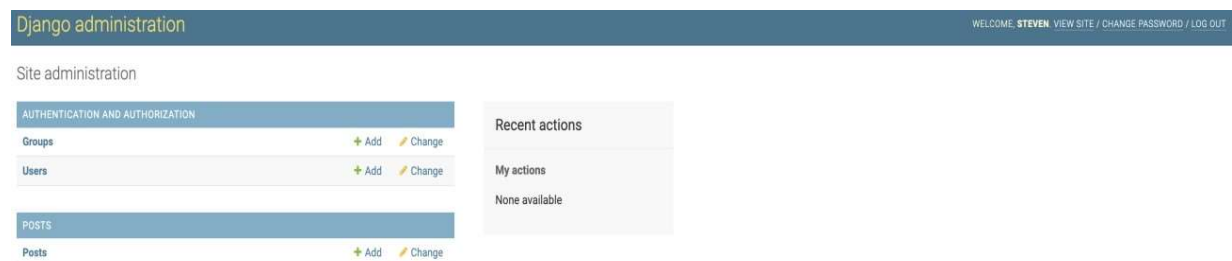 Django administration
WELCOME, STEVEN. VIEW SITE / CHANGE PASSWORD / LOG OUT
Site administration
AUTHENTICATION AND AUTHORIZATION
Groups + Add Change
Users + Add Change
POSTS
Posts + Add Change
Recent actions
My actions
None available